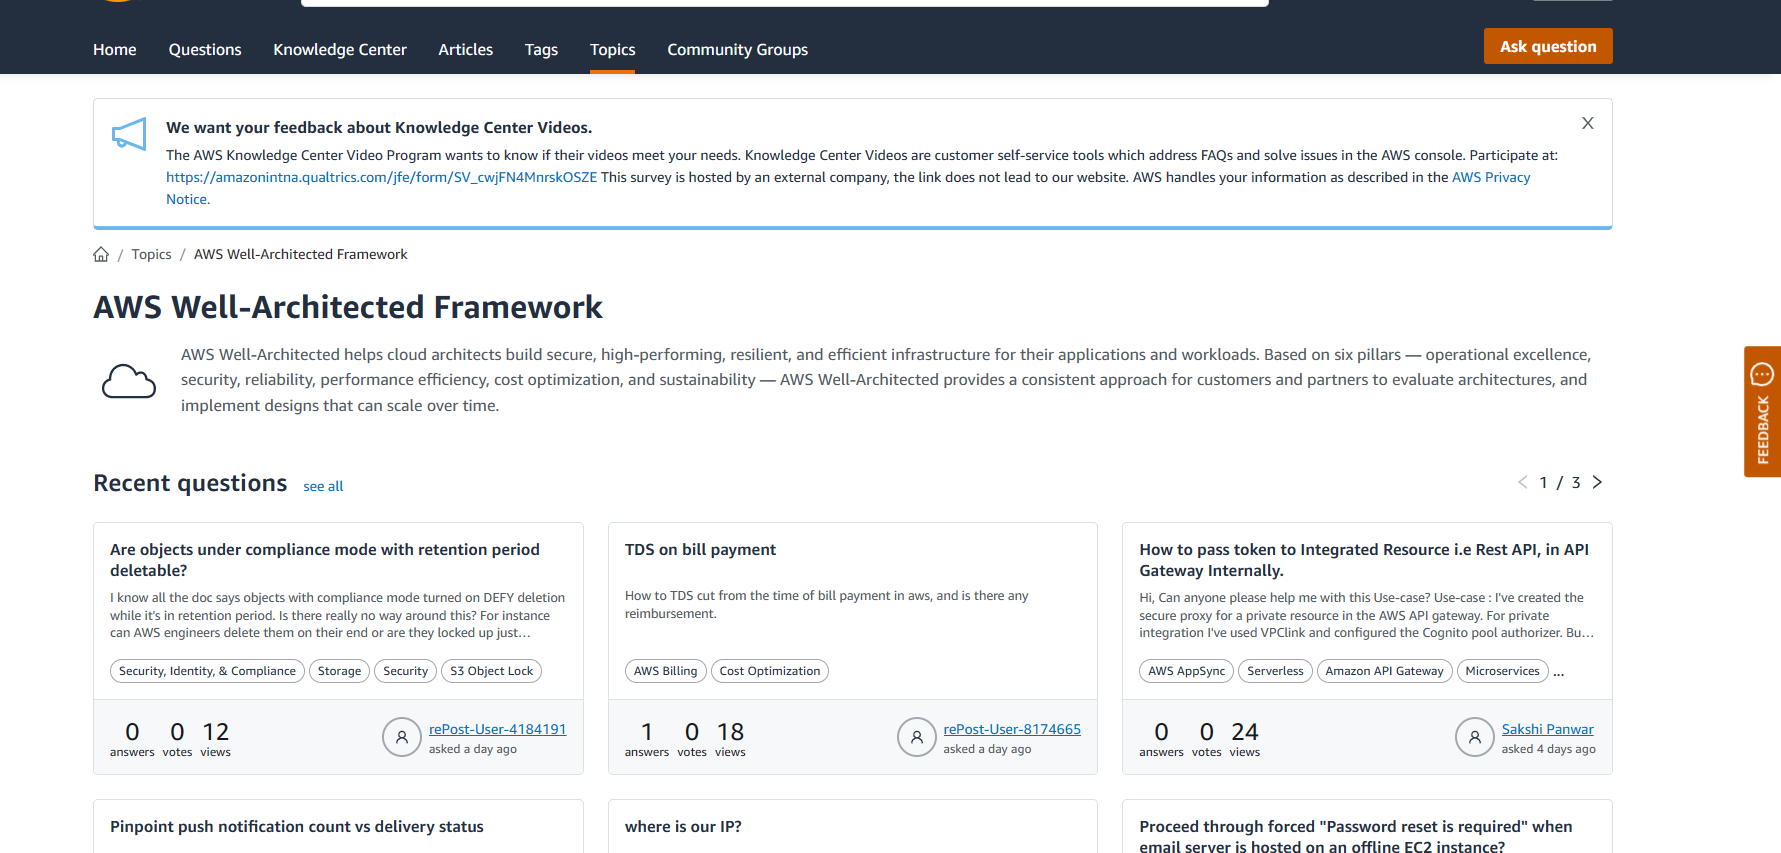 Home Questions Knowledge Center Articles Tags Topics Community Groups Ask question
We want your feedback about Knowledge Center Videos.
X
The AWS Knowledge Center Video Program wants to know if their videos meet your needs. Knowledge Center Videos are customer self-service tools which address FAQs and solve issues in the AWS console. Participate at:
https://amazonintna.qualtrics.com/jfe/form/SV_cwjFN4MnrskOSZE This survey is hosted by an external company, the link does not lead to our website. AWS handles your information as described in the AWS Privacy
Notice.
/ Topics / AWS Well-Architected Framework
AWS Well-Architected Framework
AWS Well-Architected helps cloud architects build secure, high-performing, resilient, and efficient infrastructure for their applications and workloads. Based on six pillars — operational excellence,
security, reliability, performance efficiency, cost optimization, and sustainability — AWS Well-Architected provides a consistent approach for customers and partners to evaluate architectures, and
implement designs that can scale over time.
FEEDBACK
Recent questions see all
< 1 / 3 >
Are objects under compliance mode with retention period
deletable?
I know all the doc says objects with compliance mode turned on DEFY deletion
while it's in retention period. Is there really no way around this? For instance
can AWS engineers delete them on their end or are they locked up just…
Security, Identity, & Compliance Storage Security S3 Object Lock
0 0 12
answers votes views
rePost-User-4184191
asked a day ago
TDS on bill payment
How to TDS cut from the time of bill payment in aws, and is there any
reimbursement.
AWS Billing Cost Optimization
1 0 18
answers votes views
rePost-User-8174665
asked a day ago
How to pass token to Integrated Resource i.e Rest API, in API
Gateway Internally.
Hi, Can anyone please help me with this Use-case? Use-case : I've created the
secure proxy for a private resource in the AWS API gateway. For private
integration I've used VPClink and configured the Cognito pool authorizer. Bu…
AWS AppSync Serverless Amazon API Gateway Microservices ...
0 0 24
answers votes views
Sakshi Panwar
asked 4 days ago
Pinpoint push notification count vs delivery status
where is our IP?
Proceed through forced "Password reset is required" when
email server is hosted on an offline EC2 instance?